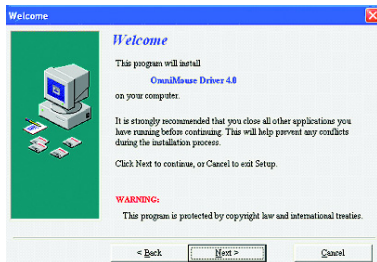 Welcome
Welcome
This program will install
OmniMouse Driver 4.0
on your computer.
It is strongly recommended that you close all other applications you
have running before continuing. This will help prevent any conflicts
during the installation process.
Click Next to continue, or Cancel to exit Setup.
WARNING:
This program is protected by copyright law and international treaties.
< Back
Next >
Cancel